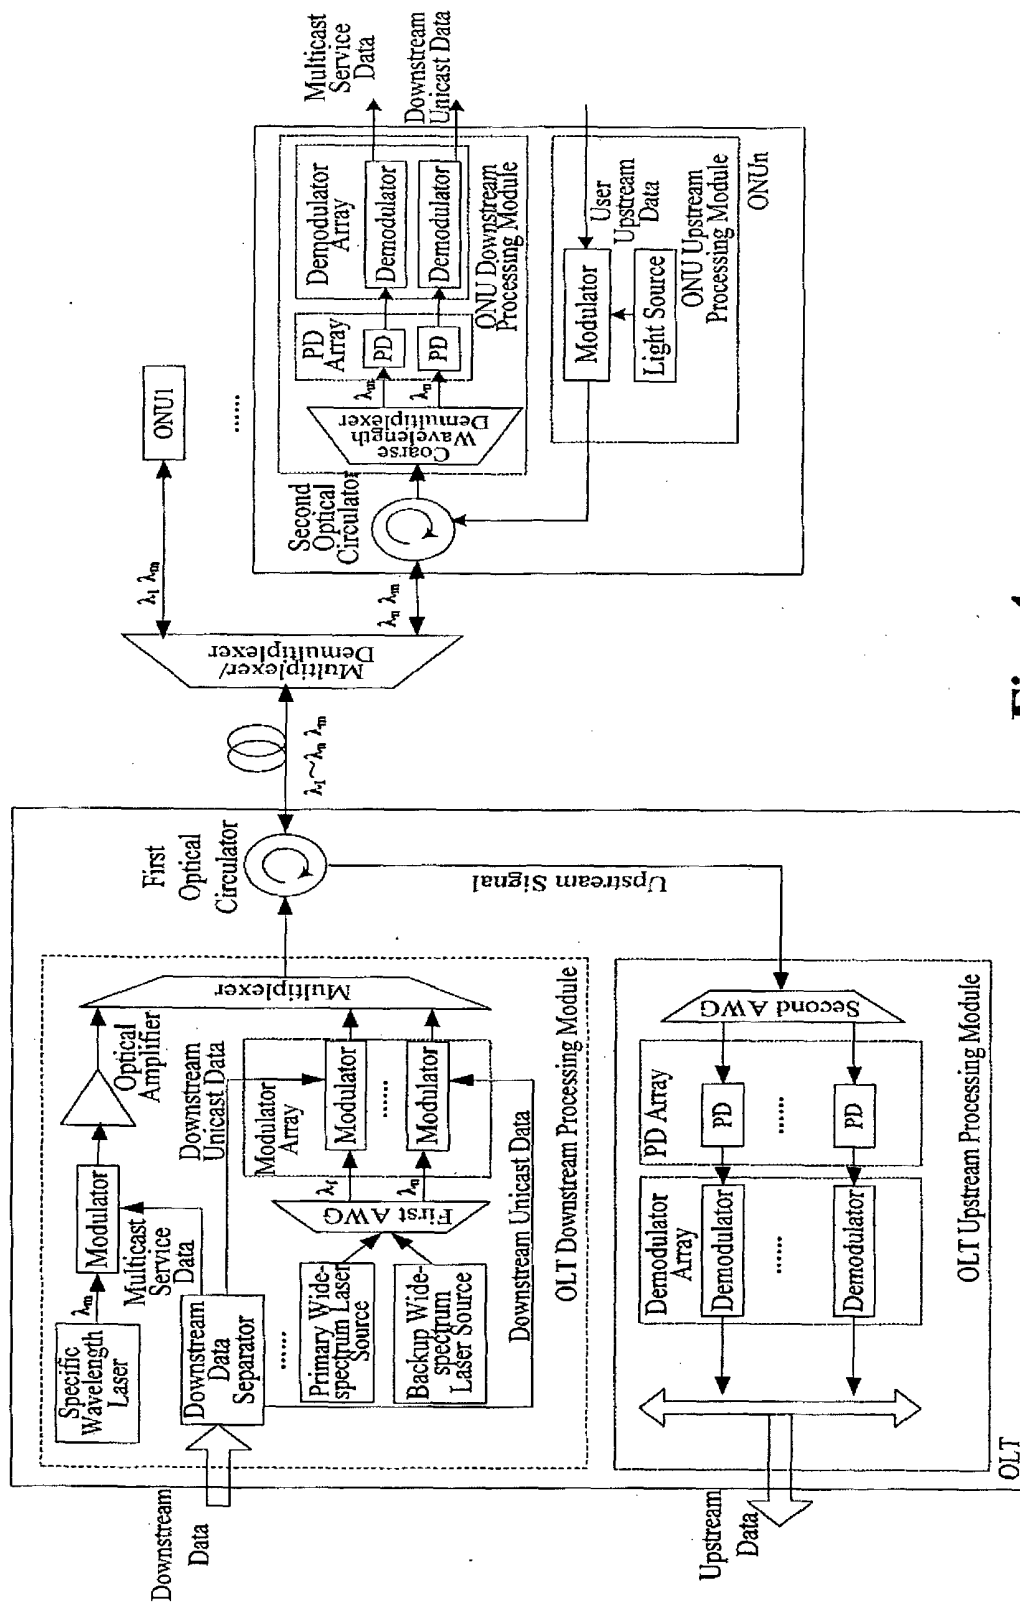 Downstream
Data
Specific
Wavelength
Laser
λm
Modulator
Multicast
Service
Data
Optical
Amplifier
Downstream
Data
Separator
......
Primary Wide-
spectrum Laser
Source
Backup Wide-
spectrum
Laser Source
First AWG
λ1
λn
Downstream
Unicast Data
Modulator
Array
Modulator
......
Modulator
Downstream Unicast Data
Multiplexer
OLT Downstream Processing Module
First
Optical
Circulator
Upstream Signal
Upstream
Data
Demodulator
Array
Demodulator
......
Demodulator
PD Array
PD
......
PD
Second AWG
OLT Upstream Processing Module
OLT
λ1~λn λm
Multiplexer/
Demultiplexer
λ1 λm
ONU1
......
λn λm
Second
Optical
Circulator
Coarse
Wavelength
Demultiplexer
λm
λn
PD
Array
PD
PD
Demodulator
Array
Demodulator
Demodulator
ONU Downstream
Processing Module
Multicast
Service
Data
Downstream
Unicast Data
Modulator
Light Source
User
Upstream
Data
ONU Upstream
Processing Module
ONUn